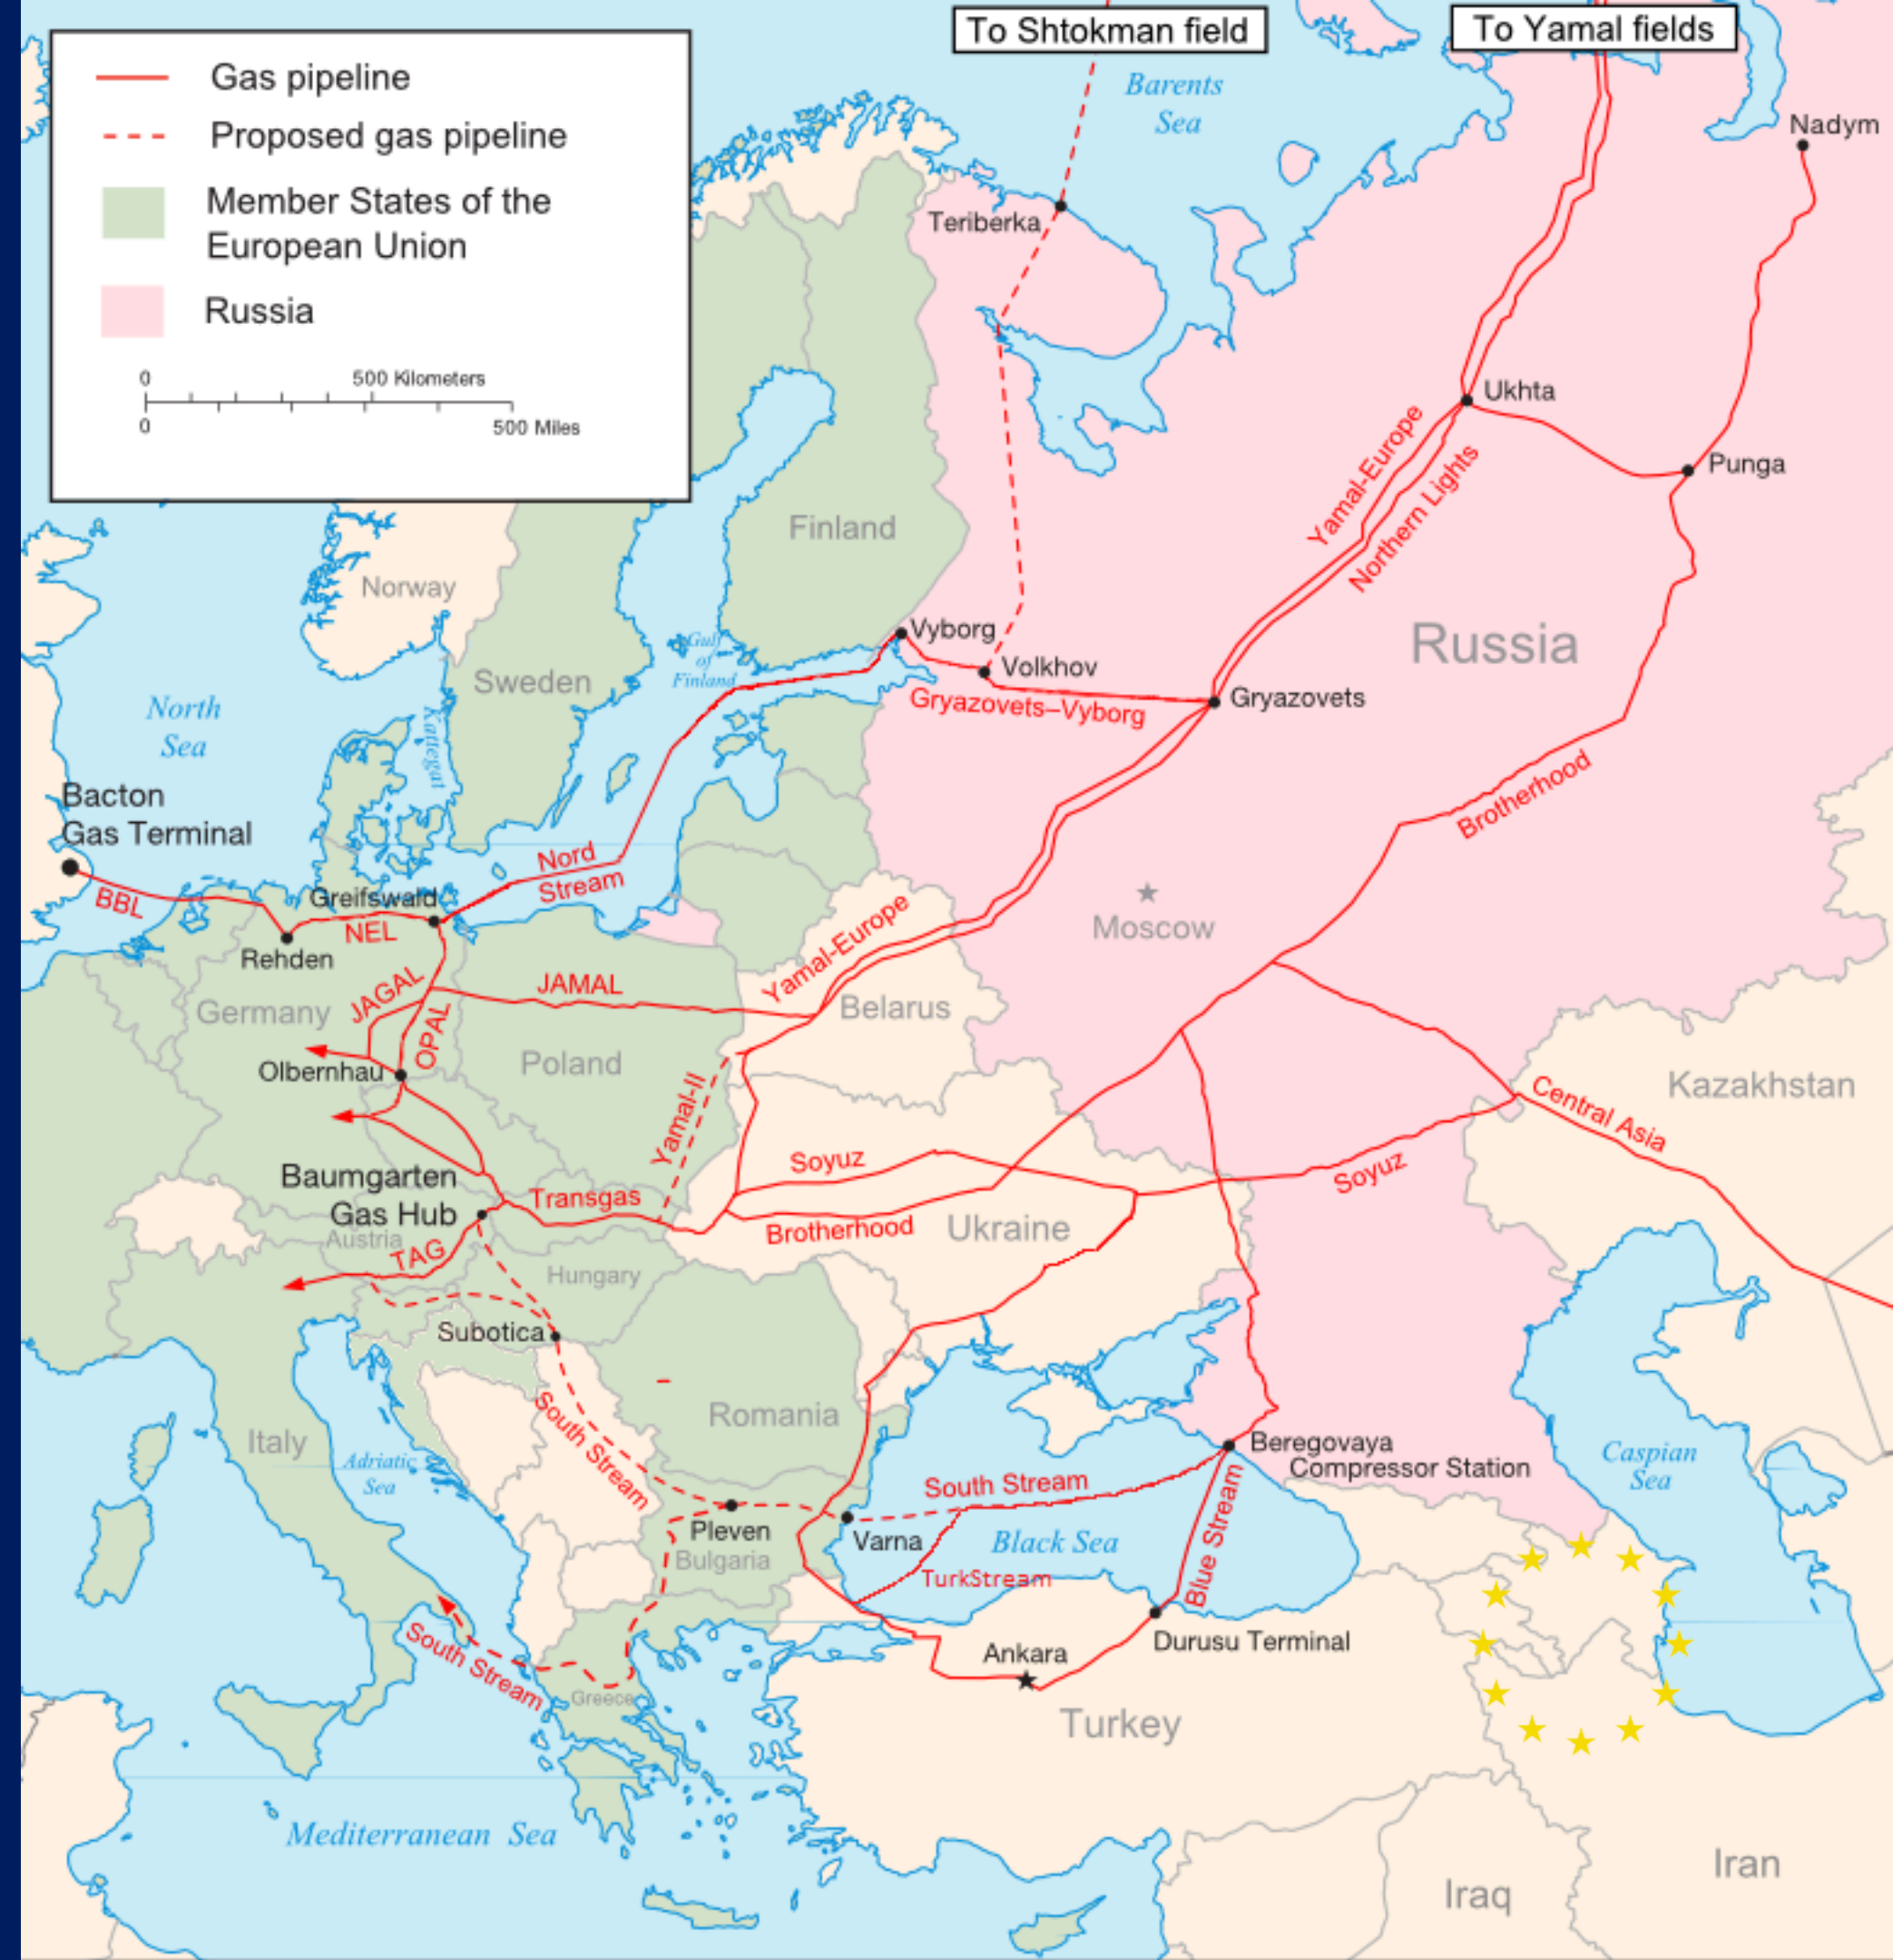 To Shtokman field
To Yamal fields
Gas pipeline
Proposed gas pipeline
Member States of the
European Union
Russia
0
500 Kilometers
0
500 Miles
Barents
Sea
Nadym
Teriberka
Ukhta
Punga
Yamal-Europe
Northern Lights
Finland
Norway
Vyborg
Volkhov
Gulf
of
Finland
Sweden
Russia
Gryazovets–Vyborg
Gryazovets
North
Sea
Kattegat
Bacton
Gas Terminal
Brotherhood
Nord
Stream
BBL
Greifswald
NEL
Rehden
Moscow
Yamal-Europe
JAGAL
JAMAL
Germany
OPAL
Belarus
Poland
Olbernhau
Kazakhstan
Yamal-II
Central Asia
Soyuz
Soyuz
Baumgarten
Gas Hub
Transgas
Brotherhood
Ukraine
Austria
TAG
Hungary
Subotica
South Stream
Romania
Italy
Adriatic
Sea
Beregovaya
Compressor Station
Caspian
Sea
South Stream
Blue Stream
Pleven
Bulgaria
Varna
Black Sea
TurkStream
South Stream
Greece
Ankara
Durusu Terminal
Turkey
Mediterranean Sea
Iraq
Iran